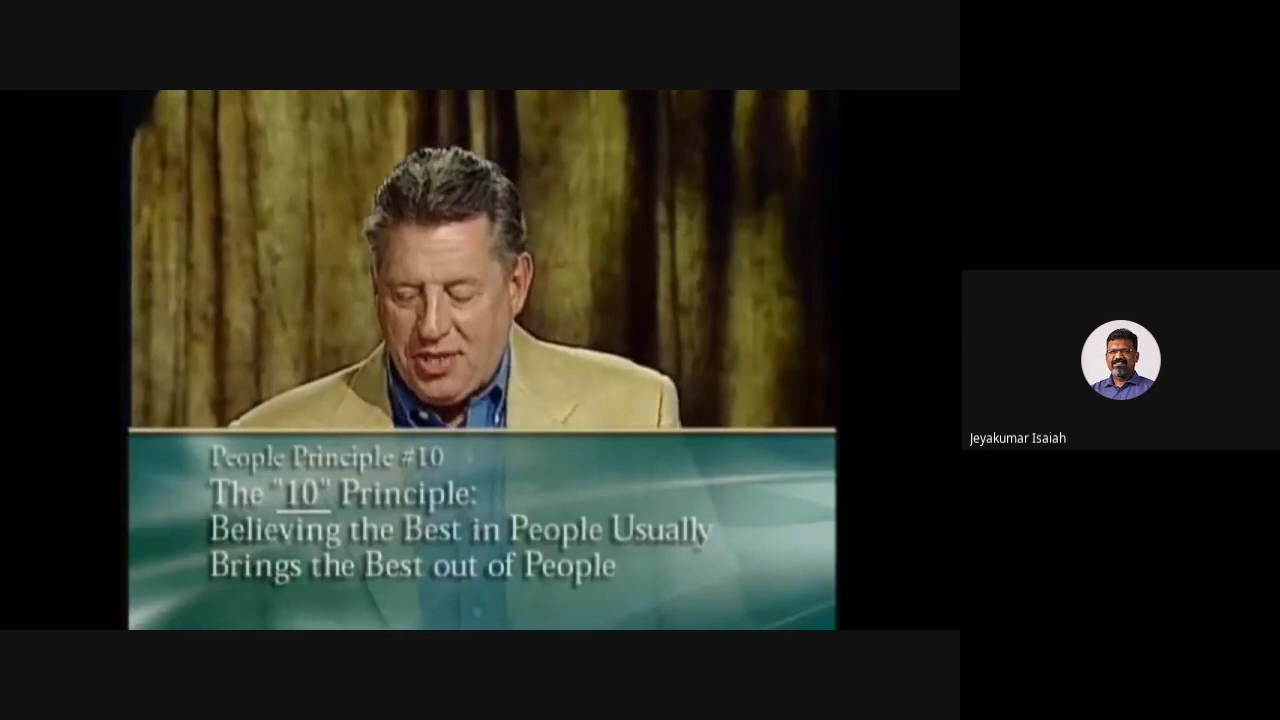 People Principle #10
The "10" Principle:
Believing the Best in People Usually
Brings the Best out of People
Jeyakumar Isaiah